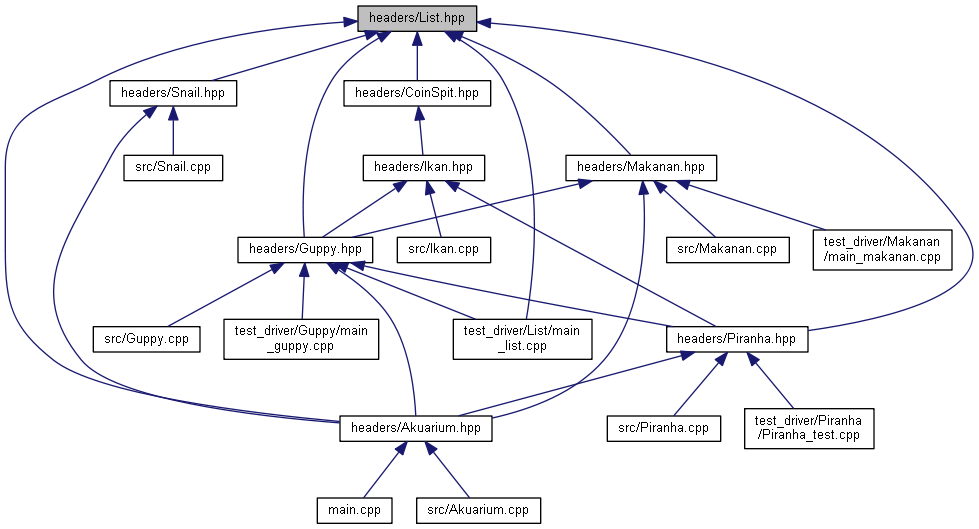 headers/List.hpp
headers/Snail.hpp
headers/CoinSpit.hpp
src/Snail.cpp
headers/Ikan.hpp
headers/Makanan.hpp
headers/Guppy.hpp
src/Ikan.cpp
src/Makanan.cpp
test_driver/Makanan
/main_makanan.cpp
src/Guppy.cpp
test_driver/Guppy/main
_guppy.cpp
test_driver/List/main
_list.cpp
headers/Piranha.hpp
headers/Akuarium.hpp
src/Piranha.cpp
test_driver/Piranha
/Piranha_test.cpp
main.cpp
src/Akuarium.cpp